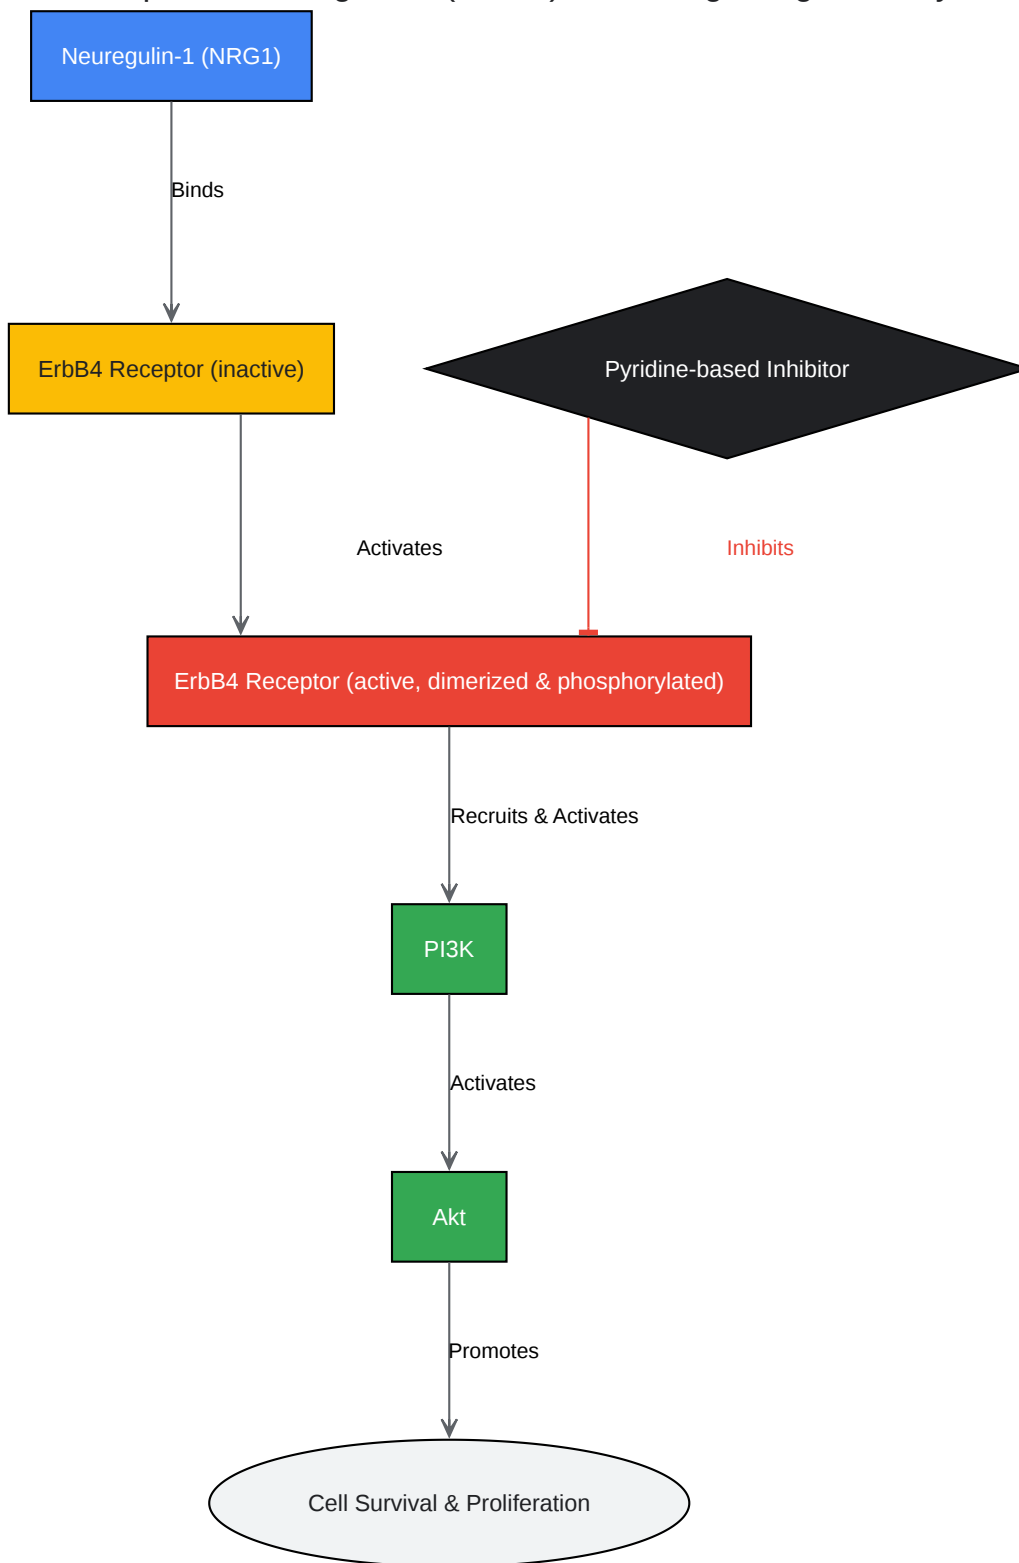 Neuregulin-1 (NRG1)
Binds
ErbB4 Receptor (inactive)
Pyridine-based Inhibitor
Activates
Inhibits
ErbB4 Receptor (active, dimerized & phosphorylated)
Recruits & Activates
PI3K
Activates
Akt
Promotes
Cell Survival & Proliferation